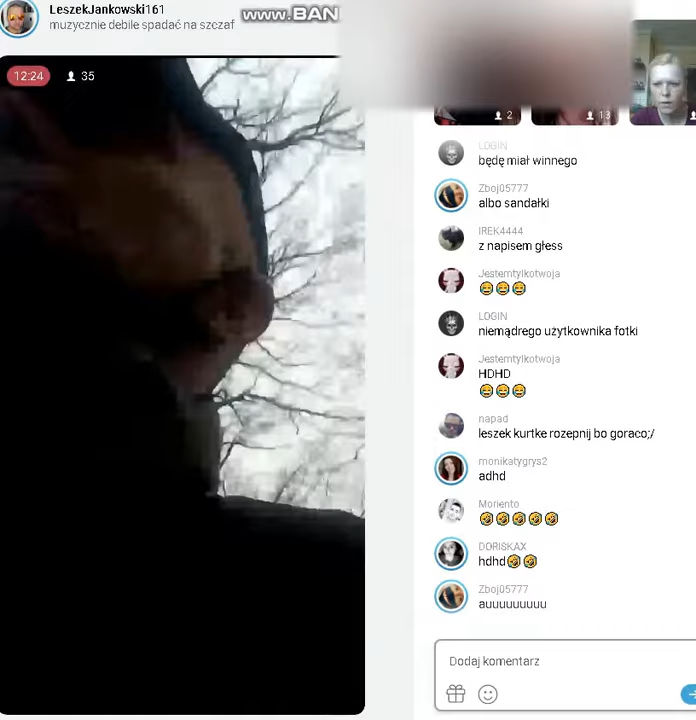 LeszekJankowski161
muzycznie debile spadać na szczaf
www.BAN
12:24
35
2
13
LOGIN
będę miał winnego
Zboj05777
albo sandałki
IREK4444
z napisem głess
Jestemtylkotwoja
😂😂😂
LOGIN
niemądrego użytkownika fotki
Jestemtylkotwoja
HDHD
😂😂😂
napad
leszek kurtke rozepnij bo goraco;/
monikatygrys2
adhd
Moriento
🤣🤣🤣🤣🤣
DORISKAX
hdhd🤣🤣
Zboj05777
auuuuuuuuu
Dodaj komentarz